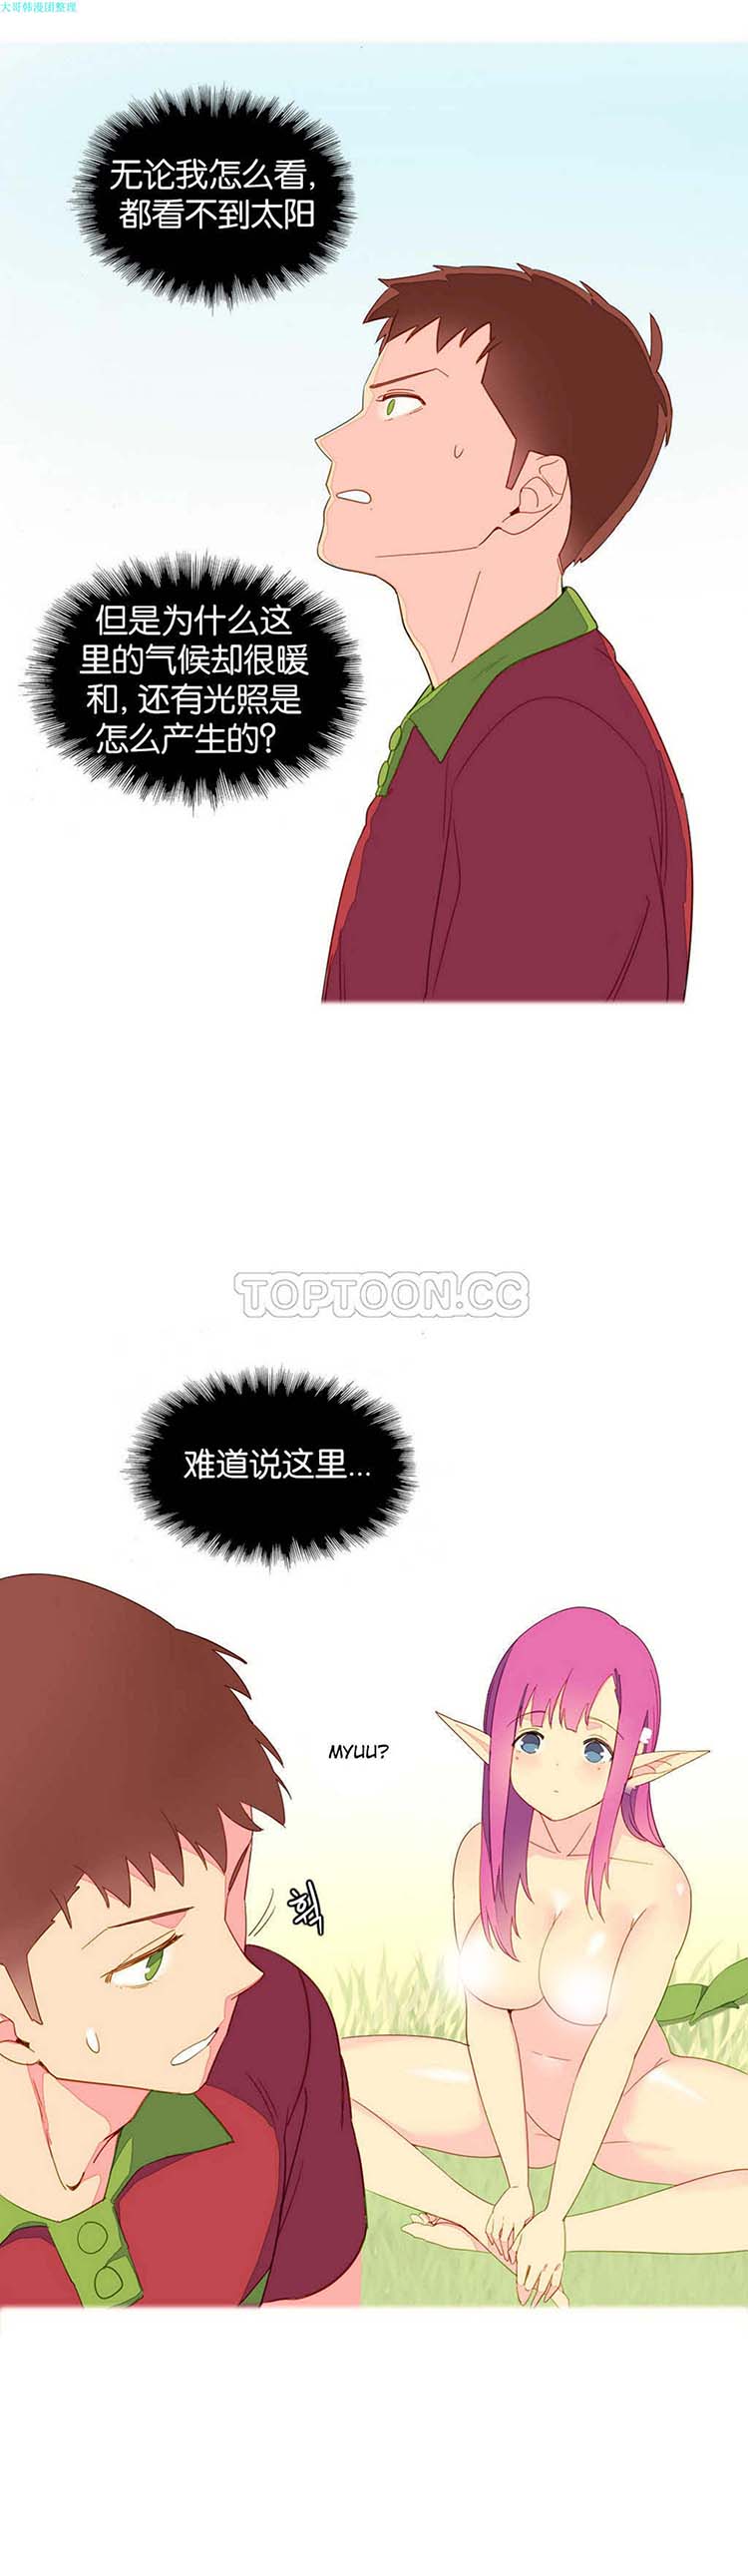 大哥韩漫团整理
无论我怎么看,
都看不到太阳
但是为什么这
里的气候却很暖
和, 还有光照是
怎么产生的?
TOPTOON.CC
难道说这里...
MYUU?
휙